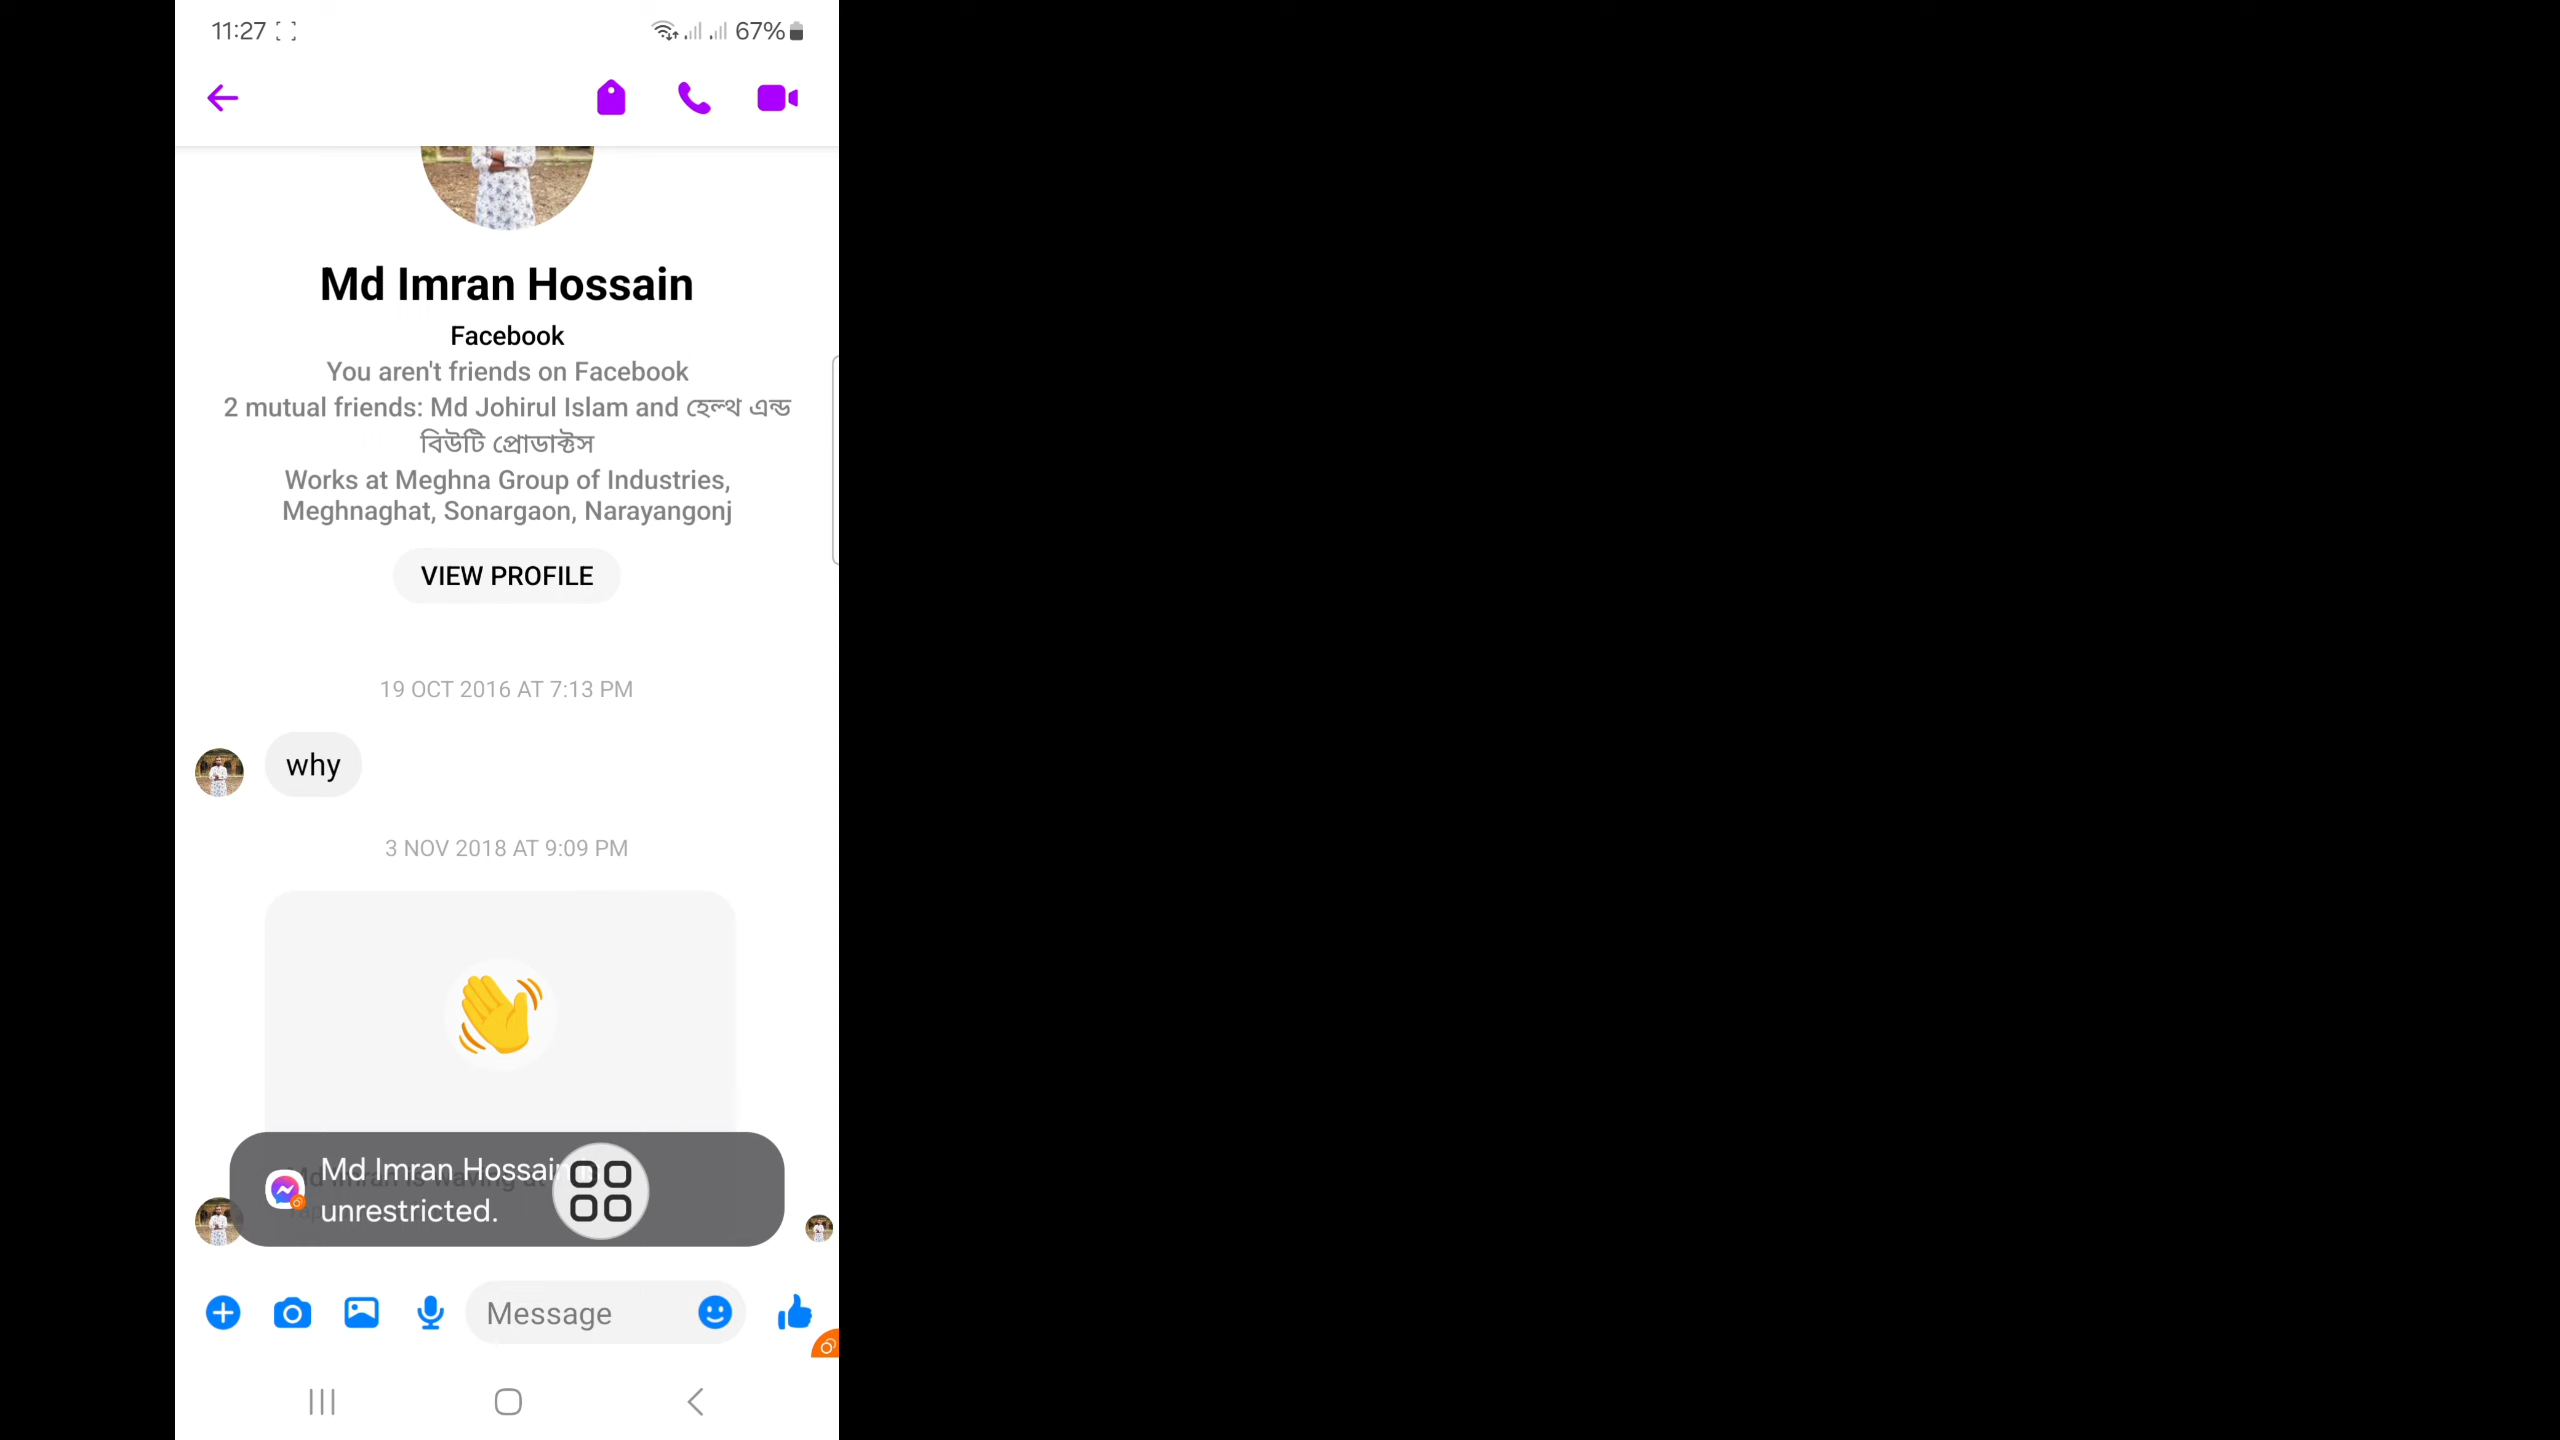 11:27
67%
Md Imran Hossain
Facebook
You aren't friends on Facebook
2 mutual friends: Md Johirul Islam and হেল্থ এন্ড
বিউটি প্রোডাক্টস
Works at Meghna Group of Industries,
Meghnaghat, Sonargaon, Narayangonj
VIEW PROFILE
19 OCT 2016 AT 7:13 PM
why
3 NOV 2018 AT 9:09 PM
Md Imran Hossain
unrestricted.
Message